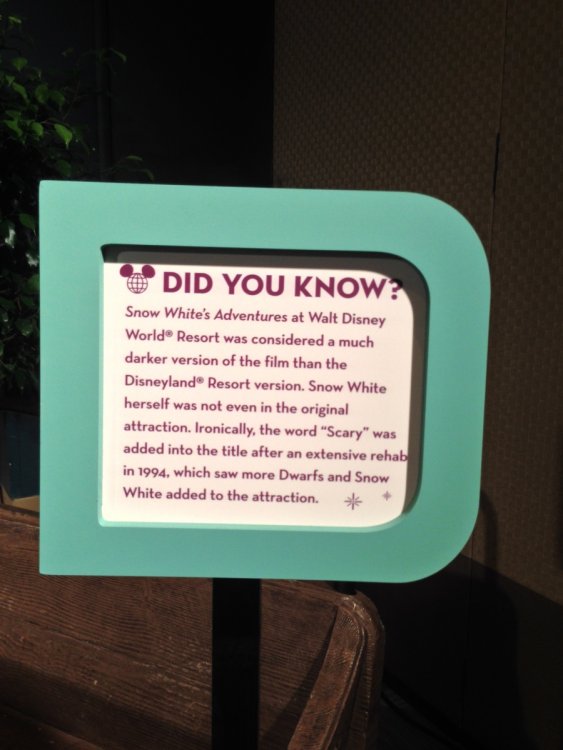 DID YOU KNOW?
Snow White's Adventures at Walt Disney
World® Resort was considered a much
darker version of the film than the
Disneyland® Resort version. Snow White
herself was not even in the original
attraction. Ironically, the word "Scary" was
added into the title after an extensive rehab
in 1994, which saw more Dwarfs and Snow
White added to the attraction.